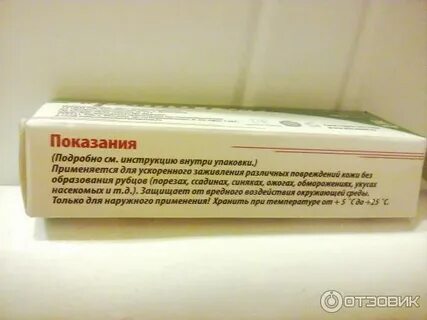 Показания
(Подробно см. инструкцию внутри упаковки.)
Применяется для ускоренного заживления различных повреждений кожи без
образования рубцов (порезах, ссадинах, синяках, ожогах, обморожениях, укусах
насекомых и т.д.). Защищает от вредного воздействия окружающей среды.
Только для наружного применения! Хранить при температуре от + 5 ˚С до +25 ˚С.
ОТЗОВИК